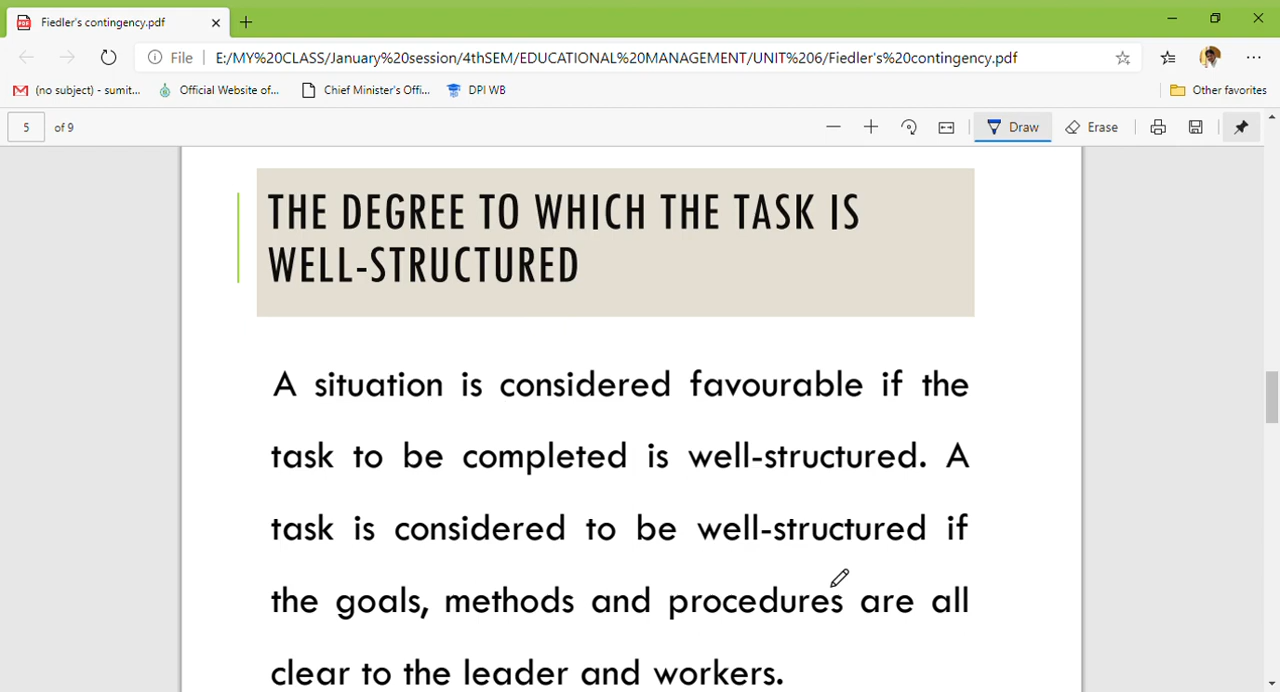 Fiedler's contingency.pdf
File E:/MY%20CLASS/January%20session/4thSEM/EDUCATIONAL%20MANAGEMENT/UNIT%206/Fiedler's%20contingency.pdf
(no subject) - sumit... Official Website of... Chief Minister's Offi... DPI WB Other favorites
5 of 9 Draw Erase
THE DEGREE TO WHICH THE TASK IS
WELL-STRUCTURED
A situation is considered favourable if the
task to be completed is well-structured. A
task is considered to be well-structured if
the goals, methods and procedures are all
clear to the leader and workers.